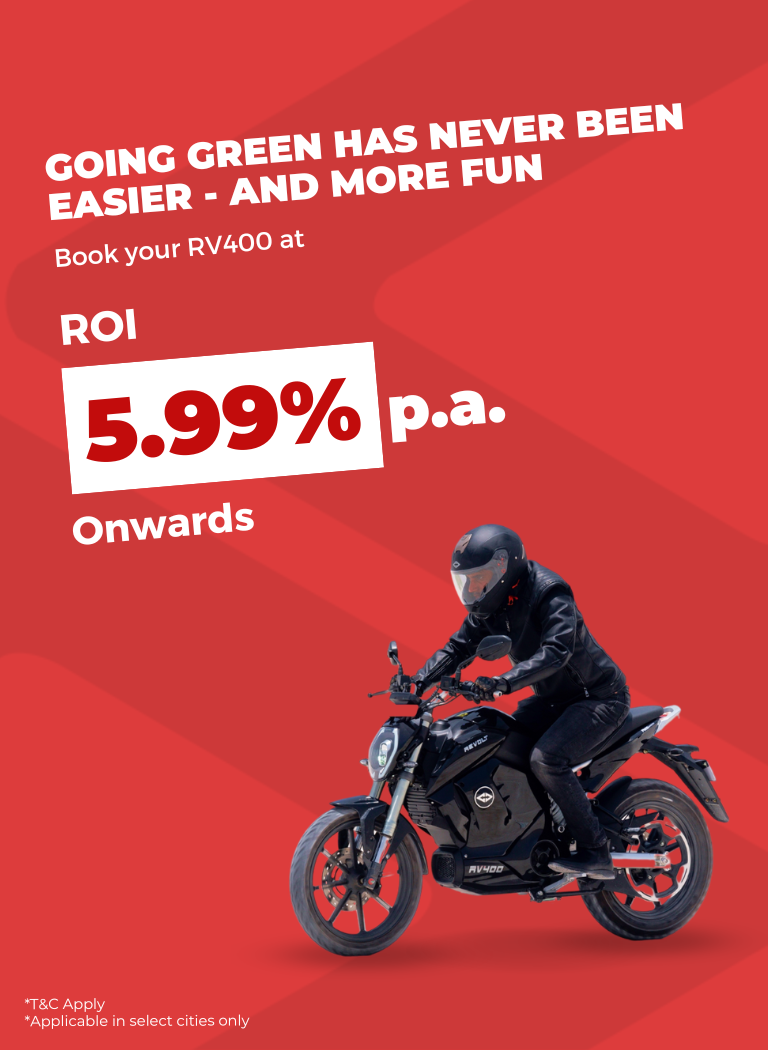 GOING GREEN HAS NEVER BEEN
EASIER - AND MORE FUN
Book your RV400 at
ROI
5.99% p.a.
Onwards
REVOLT
RV400
*T&C Apply
*Applicable in select cities only